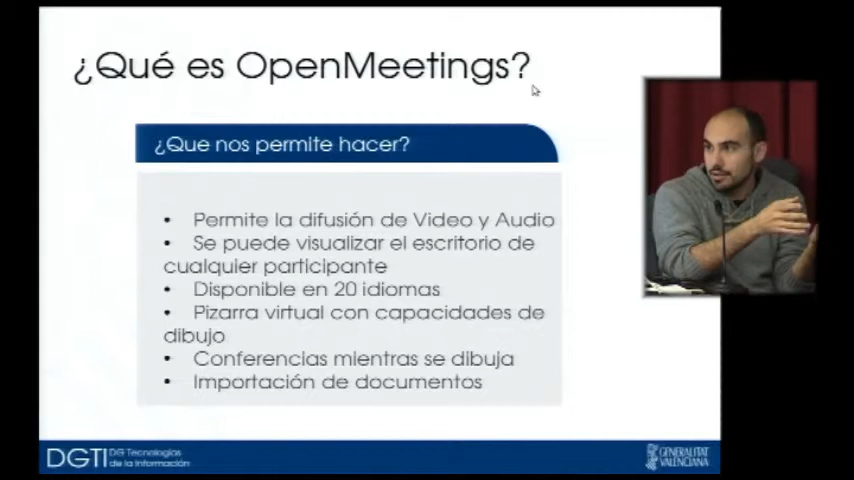 ¿Qué es OpenMeetings?
¿Que nos permite hacer?
• Permite la difusión de Video y Audio
• Se puede visualizar el escritorio de
cualquier participante
• Disponible en 20 idiomas
• Pizarra virtual con capacidades de
dibujo
• Conferencias mientras se dibuja
• Importación de documentos
DGTI
DG Tecnologías
de la Información
GENERALITAT
VALENCIANA